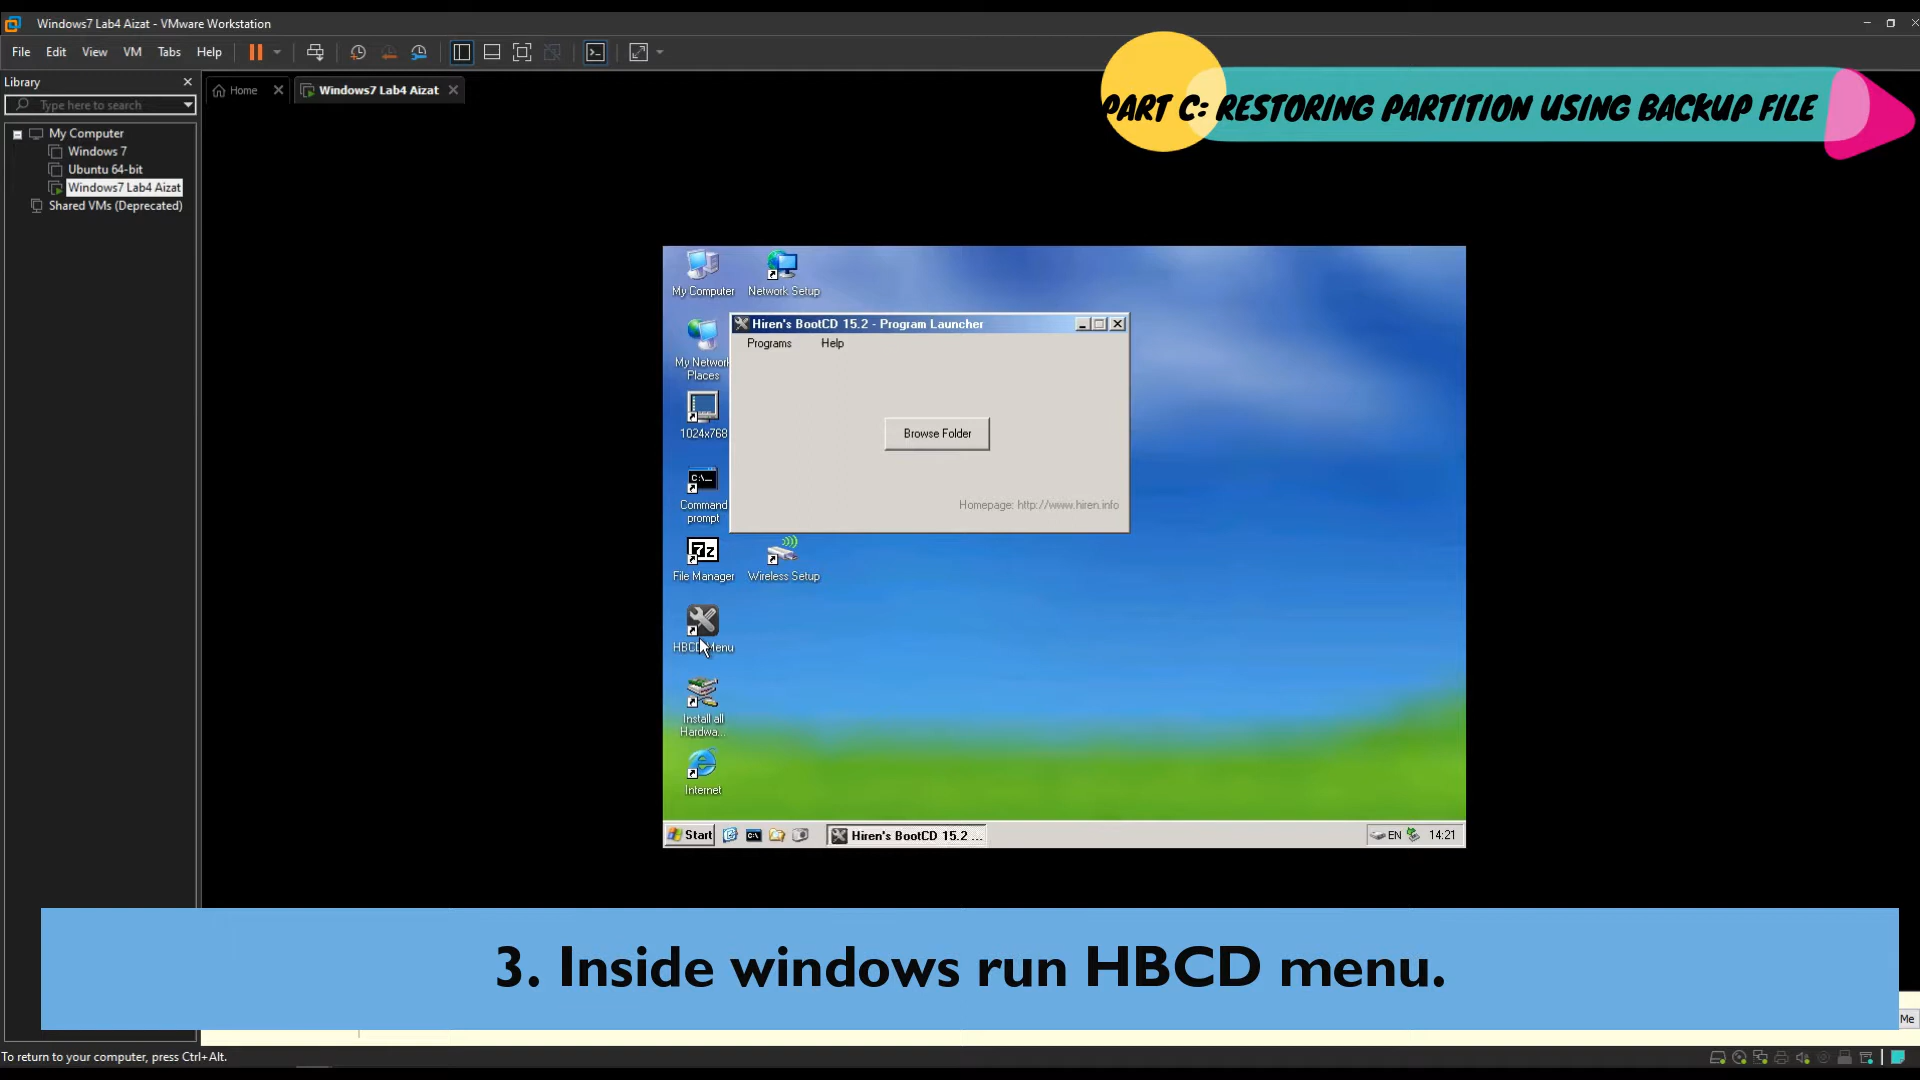 Windows7 Lab4 Aizat - VMware Workstation
File Edit View VM Tabs Help
Library
Type here to search
My Computer
Windows 7
Ubuntu 64-bit
Windows7 Lab4 Aizat
Shared VMs (Deprecated)
Home
Windows7 Lab4 Aizat
PART C: RESTORING PARTITION USING BACKUP FILE
My Computer
Network Setup
My Network
Places
1024x768
Command
prompt
File Manager
Wireless Setup
HBCD Menu
Install all
Hardwa...
Internet
Hiren's BootCD 15.2 - Program Launcher
Programs Help
Browse Folder
Homepage: http://www.hiren.info
Start
C:\
Hiren's BootCD 15.2 ...
EN
14:21
3. Inside windows run HBCD menu.
Me
To return to your computer, press Ctrl+Alt.